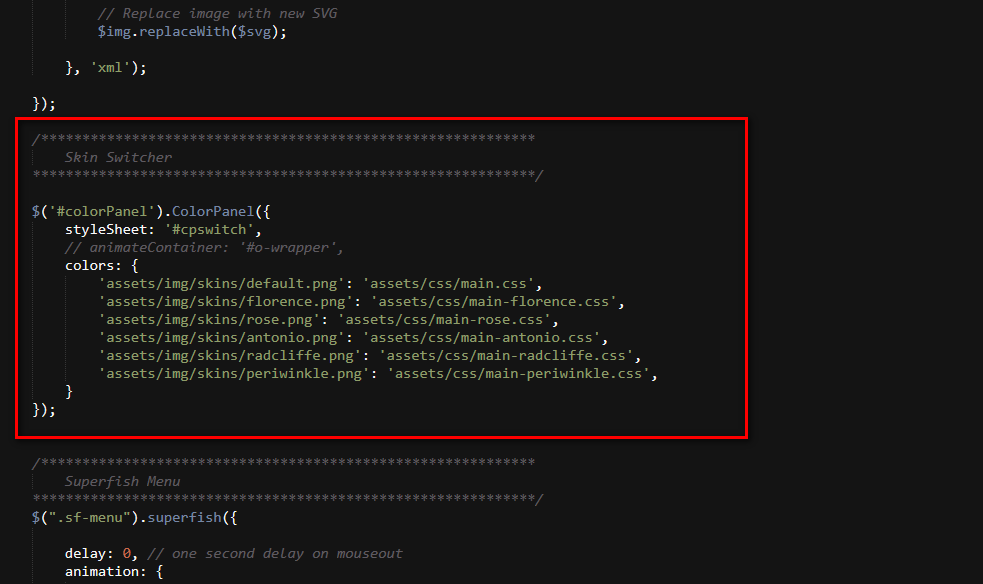 // Replace image with new SVG
$img.replaceWith($svg);
}, 'xml');
});
/************************************************************
Skin Switcher
*************************************************************/
$('#colorPanel').ColorPanel({
styleSheet: '#cpswitch',
// animateContainer: '#o-wrapper',
colors: {
'assets/img/skins/default.png': 'assets/css/main.css',
'assets/img/skins/florence.png': 'assets/css/main-florence.css',
'assets/img/skins/rose.png': 'assets/css/main-rose.css',
'assets/img/skins/antonio.png': 'assets/css/main-antonio.css',
'assets/img/skins/radcliffe.png': 'assets/css/main-radcliffe.css',
'assets/img/skins/periwinkle.png': 'assets/css/main-periwinkle.css',
}
});
/************************************************************
Superfish Menu
*************************************************************/
$(".sf-menu").superfish({
delay: 0, // one second delay on mouseout
animation: {